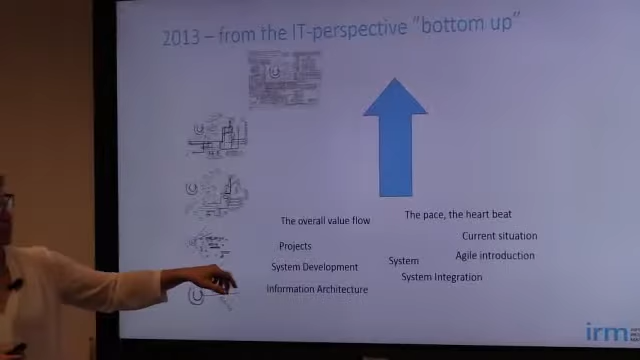 2013 – from the IT-perspective "bottom up"
The overall value flow
The pace, the heart beat
Projects
Current situation
System Development
System
Agile introduction
Information Architecture
System Integration
irm